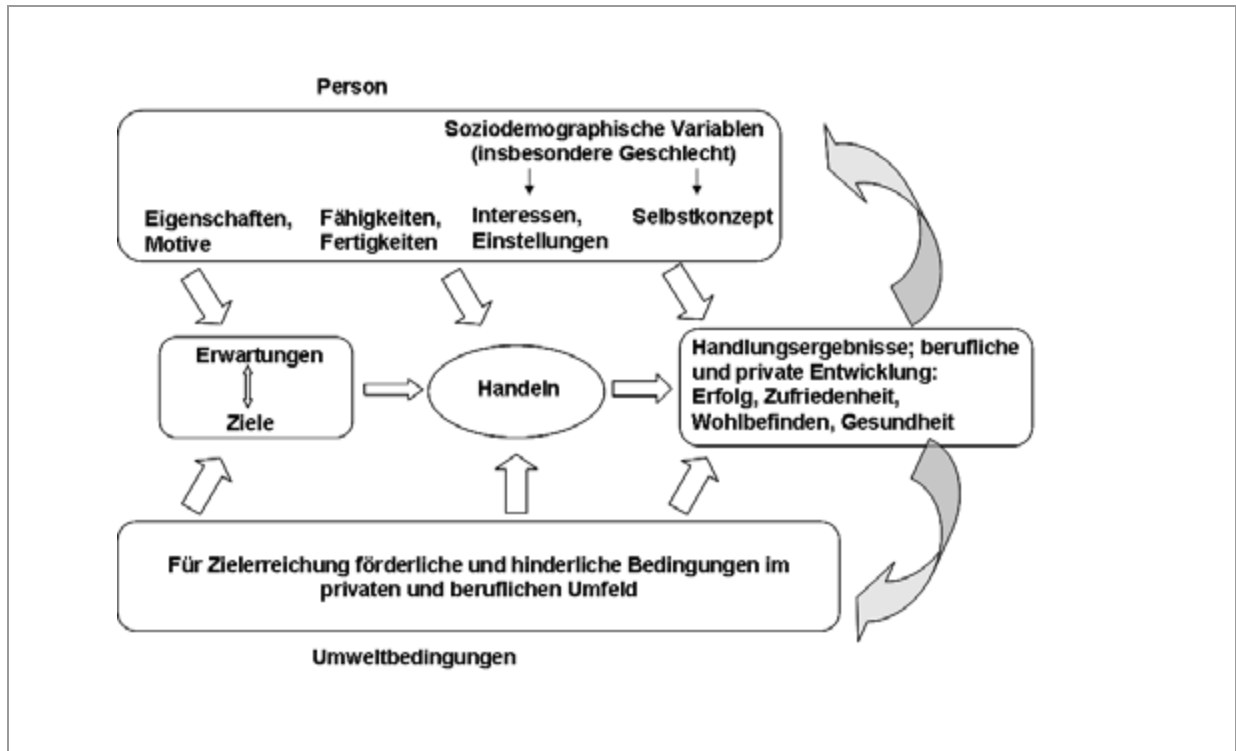 Person
Soziodemographische Variablen
(insbesondere Geschlecht)
Eigenschaften,
Motive
Fähigkeiten,
Fertigkeiten
Interessen,
Einstellungen
Selbstkonzept
Erwartungen
Ziele
Handeln
Handlungsergebnisse; berufliche
und private Entwicklung:
Erfolg, Zufriedenheit,
Wohlbefinden, Gesundheit
Für Zielerreichung förderliche und hinderliche Bedingungen im
privaten und beruflichen Umfeld
Umweltbedingungen